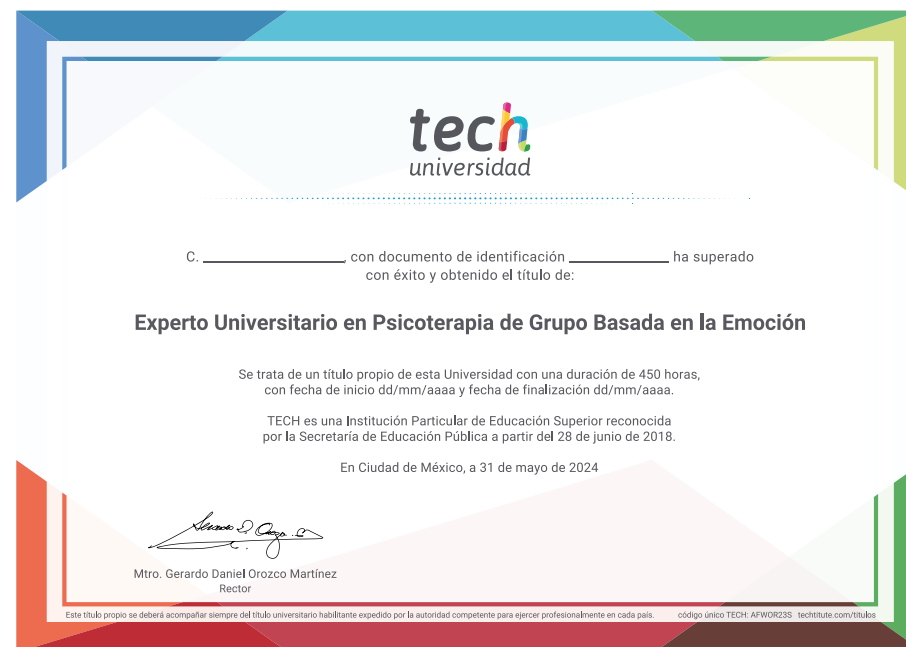 tech
universidad
C. ____________, con documento de identificación ____________ ha superado
con éxito y obtenido el título de:
Experto Universitario en Psicoterapia de Grupo Basada en la Emoción
Se trata de un título propio de esta Universidad con una duración de 450 horas,
con fecha de inicio dd/mm/aaaa y fecha de finalización dd/mm/aaaa.
TECH es una Institución Particular de Educación Superior reconocida
por la Secretaría de Educación Pública a partir del 28 de junio de 2018.
En Ciudad de México, a 31 de mayo de 2024
Mtro. Gerardo Daniel Orozco Martínez
Rector
Este título propio se deberá acompañar siempre del título universitario habilitante expedido por la autoridad competente para ejercer profesionalmente en cada país. código único TECH: AFWOR23S techtitute.com/titulos